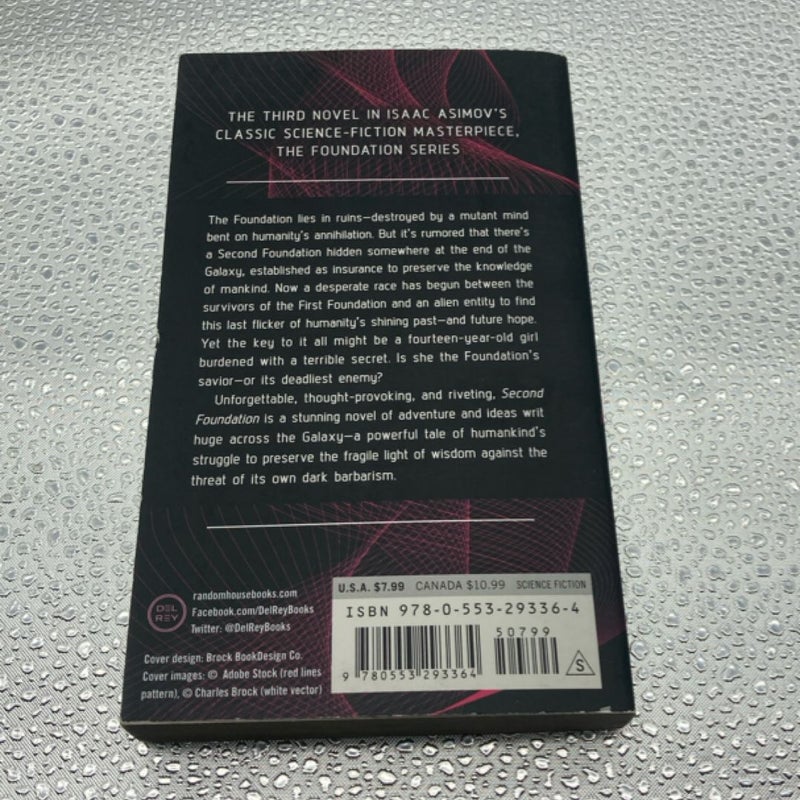 THE THIRD NOVEL IN ISAAC ASIMOV'S
CLASSIC SCIENCE-FICTION MASTERPIECE,
THE FOUNDATION SERIES
The Foundation lies in ruins—destroyed by a mutant mind
bent on humanity's annihilation. But it's rumored that there's
a Second Foundation hidden somewhere at the end of the
Galaxy, established as insurance to preserve the knowledge
of mankind. Now a desperate race has begun between the
survivors of the First Foundation and an alien entity to find
this last flicker of humanity's shining past—and future hope.
Yet the key to it all might be a fourteen-year-old girl
burdened with a terrible secret. Is she the Foundation's
savior—or its deadliest enemy?
Unforgettable, thought-provoking, and riveting, Second
Foundation is a stunning novel of adventure and ideas writ
huge across the Galaxy—a powerful tale of humankind's
struggle to preserve the fragile light of wisdom against the
threat of its own dark barbarism.
DEL
REY
randomhousebooks.com
Facebook.com/DelReyBooks
Twitter: @DelReyBooks
Cover design: Brock BookDesign Co.
Cover images: © Adobe Stock (red lines
pattern), © Charles Brock (white vector)
U.S.A. $7.99 CANADA $10.99 SCIENCE FICTION
ISBN 978-0-553-29336-4
50799
9 780553 293364
S